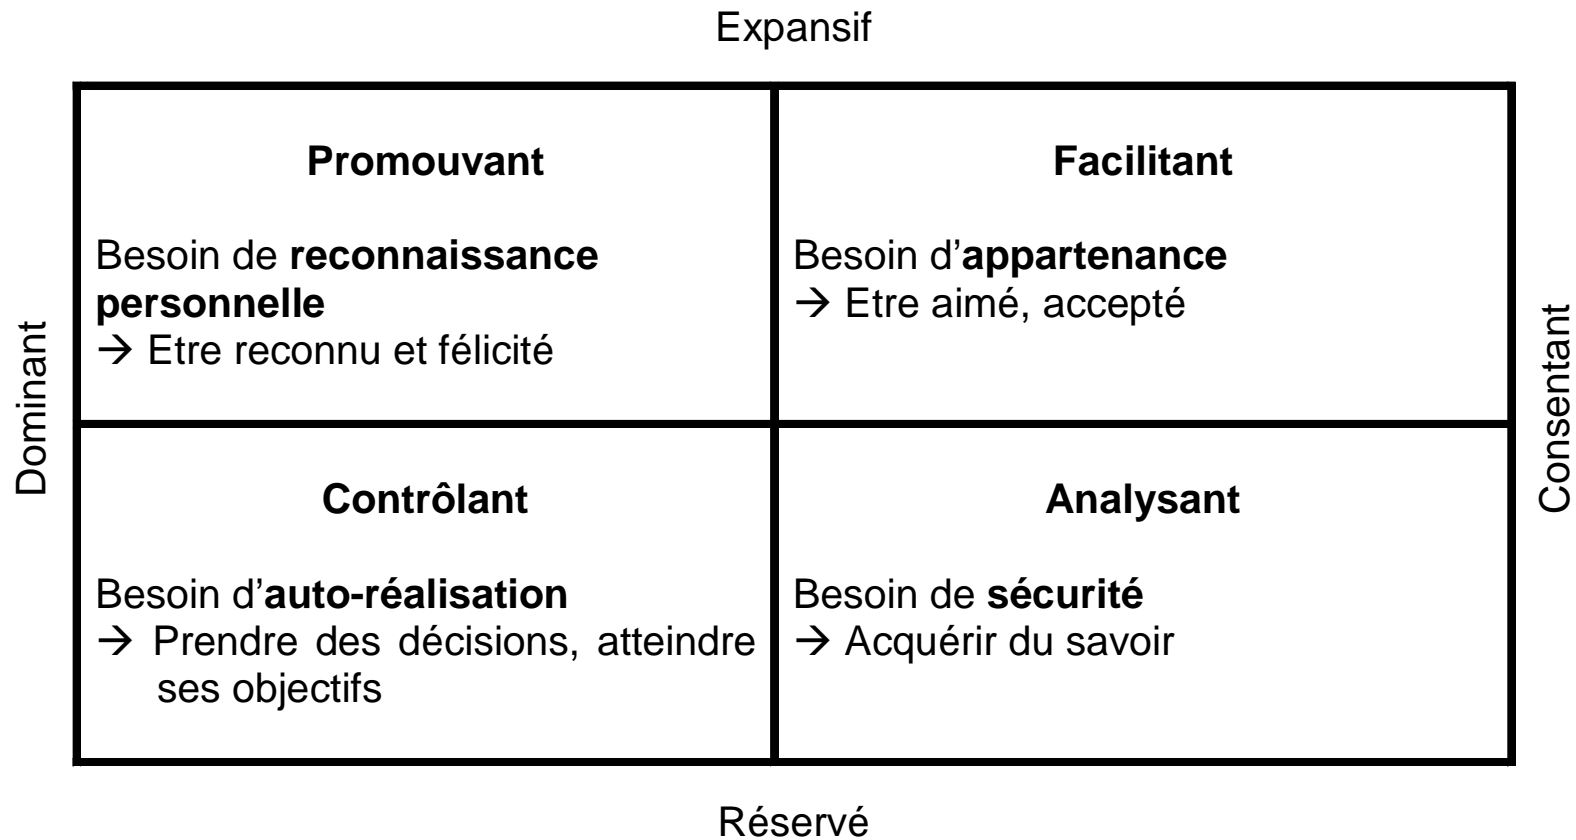 Expansif
Promouvant
Besoin de reconnaissance
personnelle
→ Etre reconnu et félicité
Facilitant
Besoin d'appartenance
→ Etre aimé, accepté
Dominant
Consentant
Contrôlant
Besoin d'auto-réalisation
→ Prendre des décisions, atteindre
ses objectifs
Analysant
Besoin de sécurité
→ Acquérir du savoir
Réservé